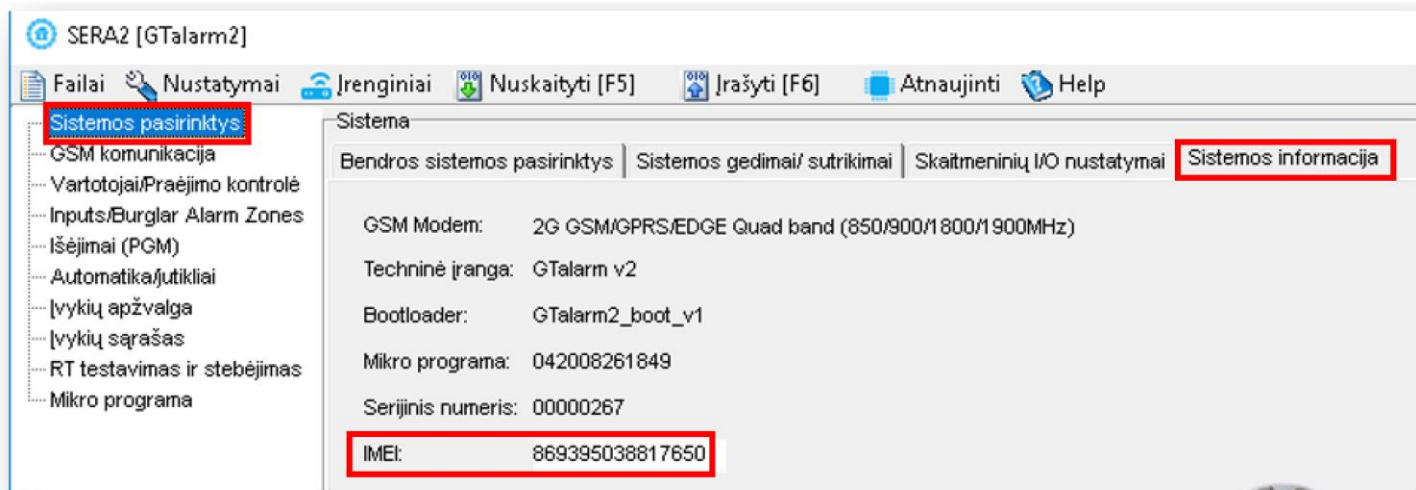 SERA2 [GTalarm2]
Failai Nustatymai Įrenginiai Nuskaityti [F5] Įrašyti [F6] Atnaujinti Help
Sistemos pasirinktys
GSM komunikacija
Vartotojai/Praėjimo kontrolė
Inputs/Burglar Alarm Zones
Išėjimai (PGM)
Automatika/jutikliai
Įvykių apžvalga
Įvykių sąrašas
RT testavimas ir stebėjimas
Mikro programa
Sistema
Bendros sistemos pasirinktys Sistemos gedimai/ sutrikimai Skaitmeninių I/O nustatymai Sistemos informacija
GSM Modem: 2G GSM/GPRS/EDGE Quad band (850/900/1800/1900MHz)
Techninė įranga: GTalarm v2
Bootloader: GTalarm2_boot_v1
Mikro programa: 042008261849
Serijinis numeris: 00000267
IMEI: 869395038817650